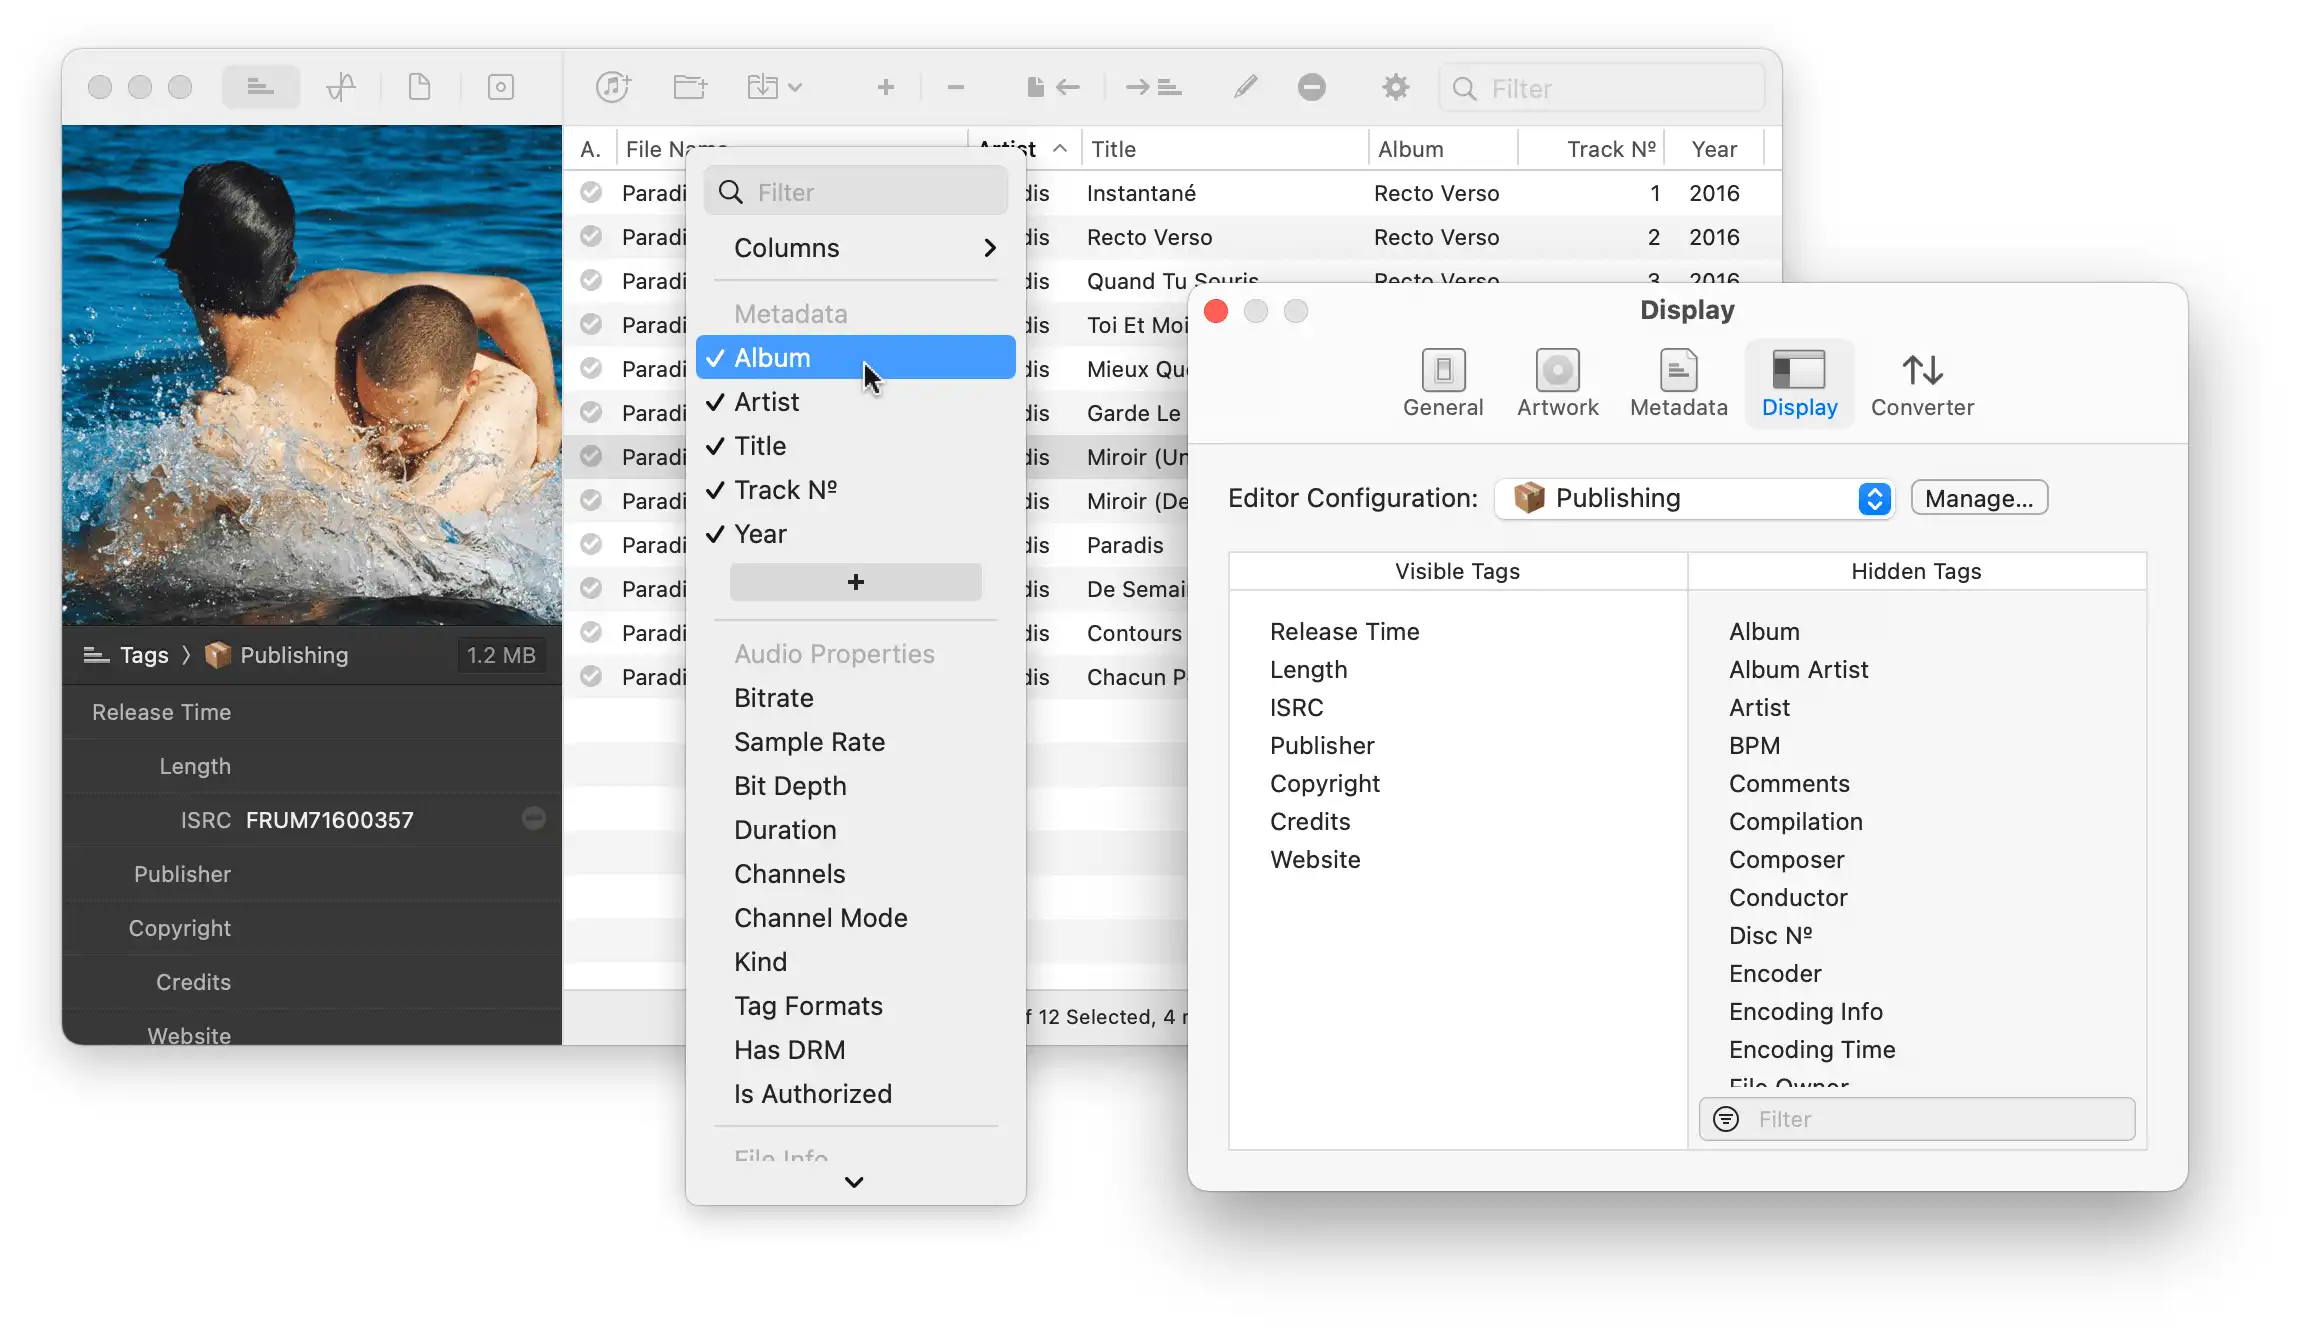 Filter
A.
File Name
Artist
Title
Album
Track Nº
Year
Paradi
dis
Instantané
Recto Verso
1
2016
Paradi
dis
Recto Verso
Recto Verso
2
2016
Paradi
dis
Quand Tu Souris
Recto Verso
3
2016
Paradi
dis
Toi Et Moi
Paradi
dis
Mieux Que
Paradi
dis
Garde Le
Paradi
dis
Miroir (Un
Paradi
dis
Miroir (De
Paradi
dis
Paradis
Paradi
dis
De Semai
Paradi
dis
Contours
Paradi
dis
Chacun P
f 12 Selected, 4
Tags 〉 Publishing
1.2 MB
Release Time
Length
ISRC FRUM71600357
Publisher
Copyright
Credits
Website
Filter
Columns
Metadata
Album
Artist
Title
Track Nº
Year
+
Audio Properties
Bitrate
Sample Rate
Bit Depth
Duration
Channels
Channel Mode
Kind
Tag Formats
Has DRM
Is Authorized
File Info
Display
General
Artwork
Metadata
Display
Converter
Editor Configuration:
Publishing
Manage...
Visible Tags
Release Time
Length
ISRC
Publisher
Copyright
Credits
Website
Hidden Tags
Album
Album Artist
Artist
BPM
Comments
Compilation
Composer
Conductor
Disc Nº
Encoder
Encoding Info
Encoding Time
File Owner
Filter